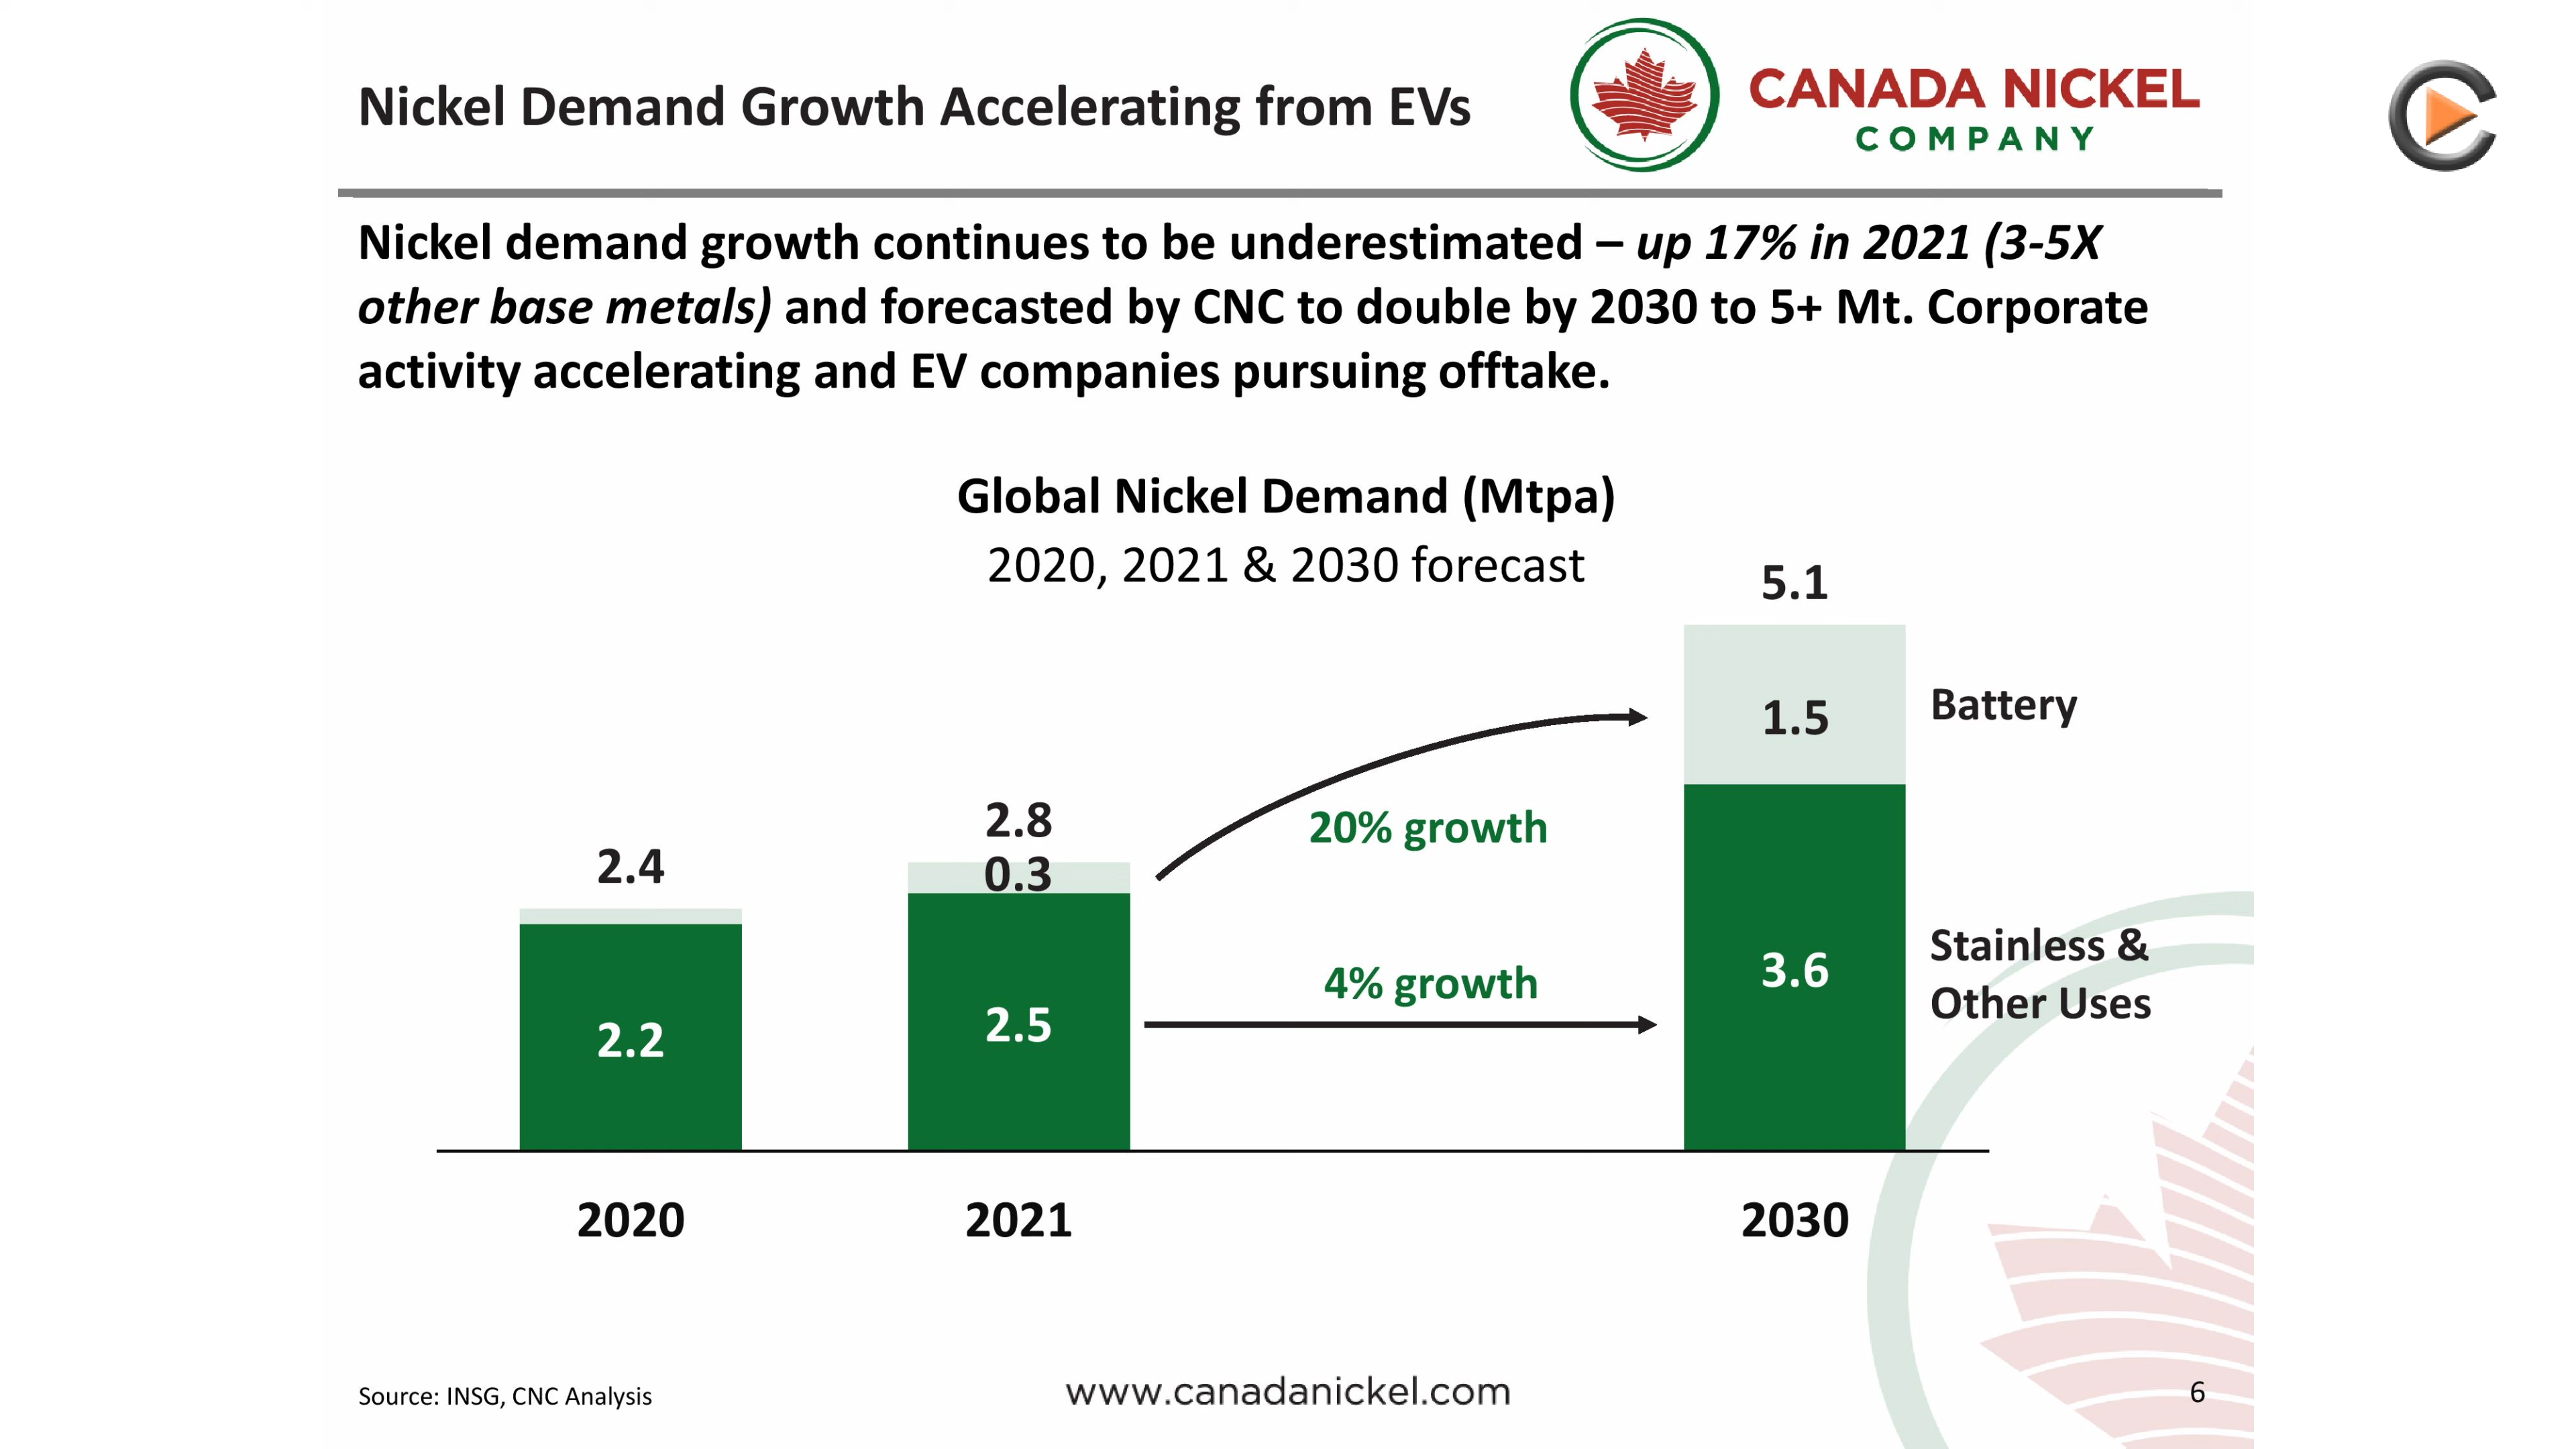 Nickel Demand Growth Accelerating from EVs
CANADA NICKEL
COMPANY
Nickel demand growth continues to be underestimated – up 17% in 2021 (3-5X
other base metals) and forecasted by CNC to double by 2030 to 5+ Mt. Corporate
activity accelerating and EV companies pursuing offtake.
Global Nickel Demand (Mtpa)
2020, 2021 & 2030 forecast
5.1
1.5
Battery
2.8
20% growth
2.4
0.3
Stainless &
Other Uses
3.6
4% growth
2.5
2.2
2020
2021
2030
Source: INSG, CNC Analysis
www.canadanickel.com
6